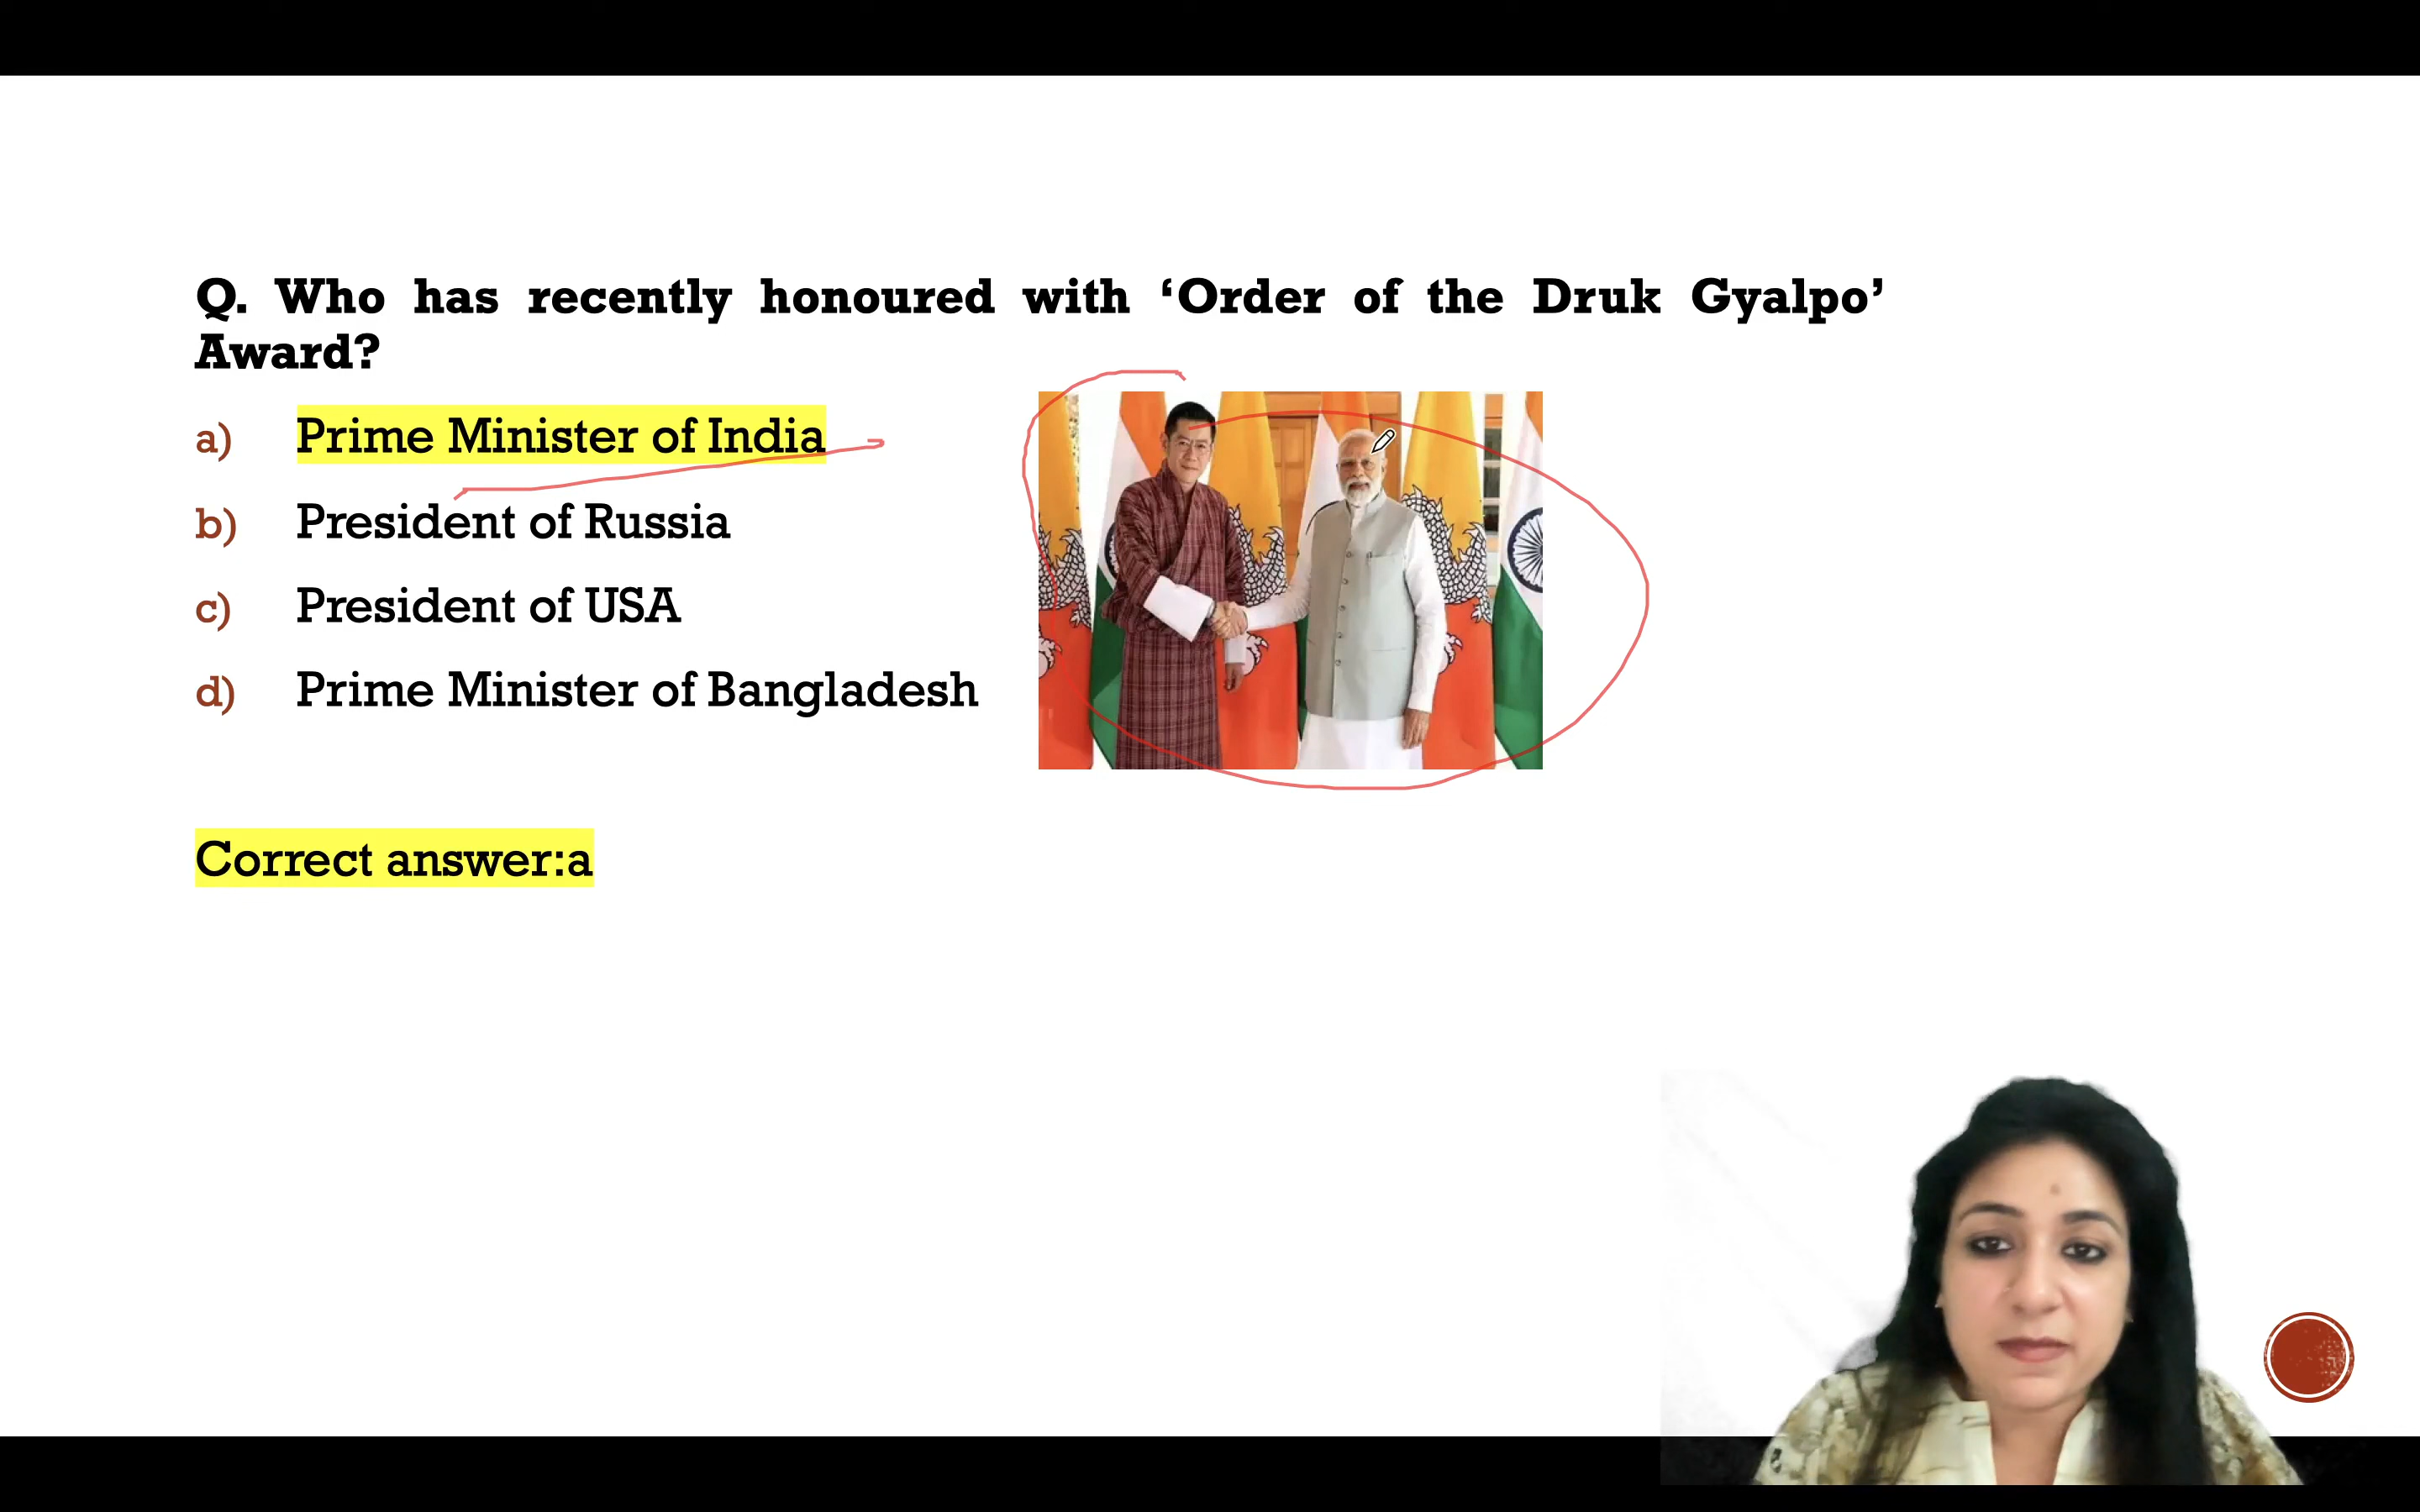 Q. Who has recently honoured with ‘Order of the Druk Gyalpo’
Award?
a) Prime Minister of India
b) President of Russia
c) President of USA
d) Prime Minister of Bangladesh
Correct answer:a